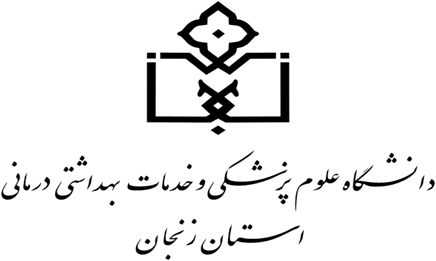 دانشگاه علوم پزشکی و خدمات بهداشتی درمانی
استان زنجان